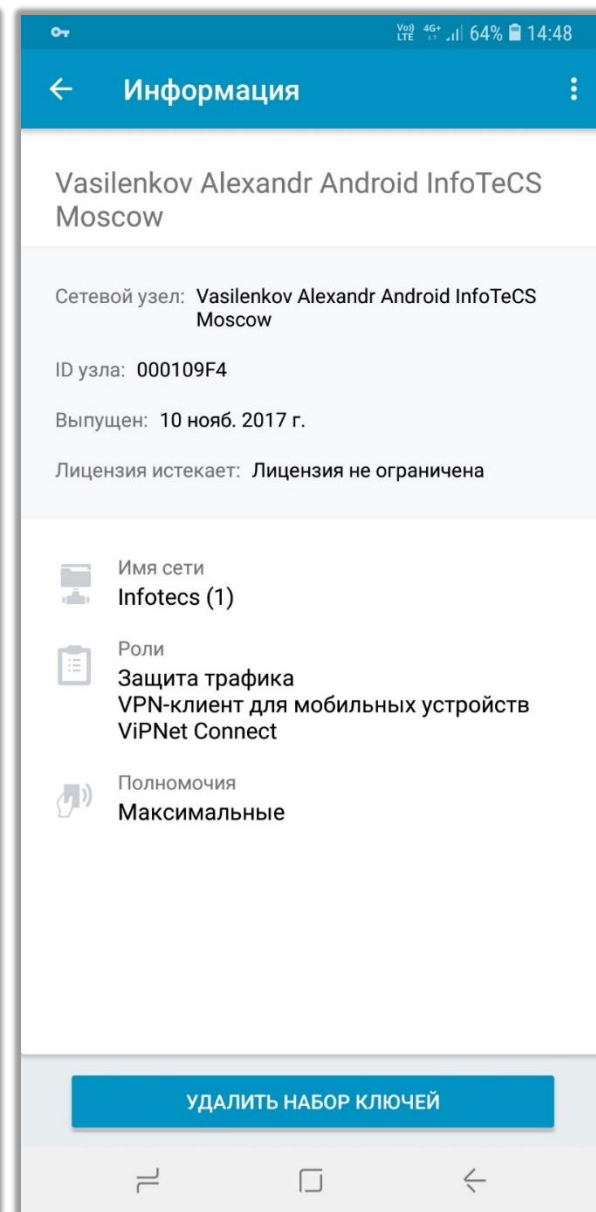 VoLTE 4G+ 64% 14:48
Информация
Vasilenkov Alexandr Android InfoTeCS
Moscow
Сетевой узел: Vasilenkov Alexandr Android InfoTeCS
Moscow
ID узла: 000109F4
Выпущен: 10 нояб. 2017 г.
Лицензия истекает: Лицензия не ограничена
Имя сети
Infotecs (1)
Роли
Защита трафика
VPN-клиент для мобильных устройств
ViPNet Connect
Полномочия
Максимальные
УДАЛИТЬ НАБОР КЛЮЧЕЙ